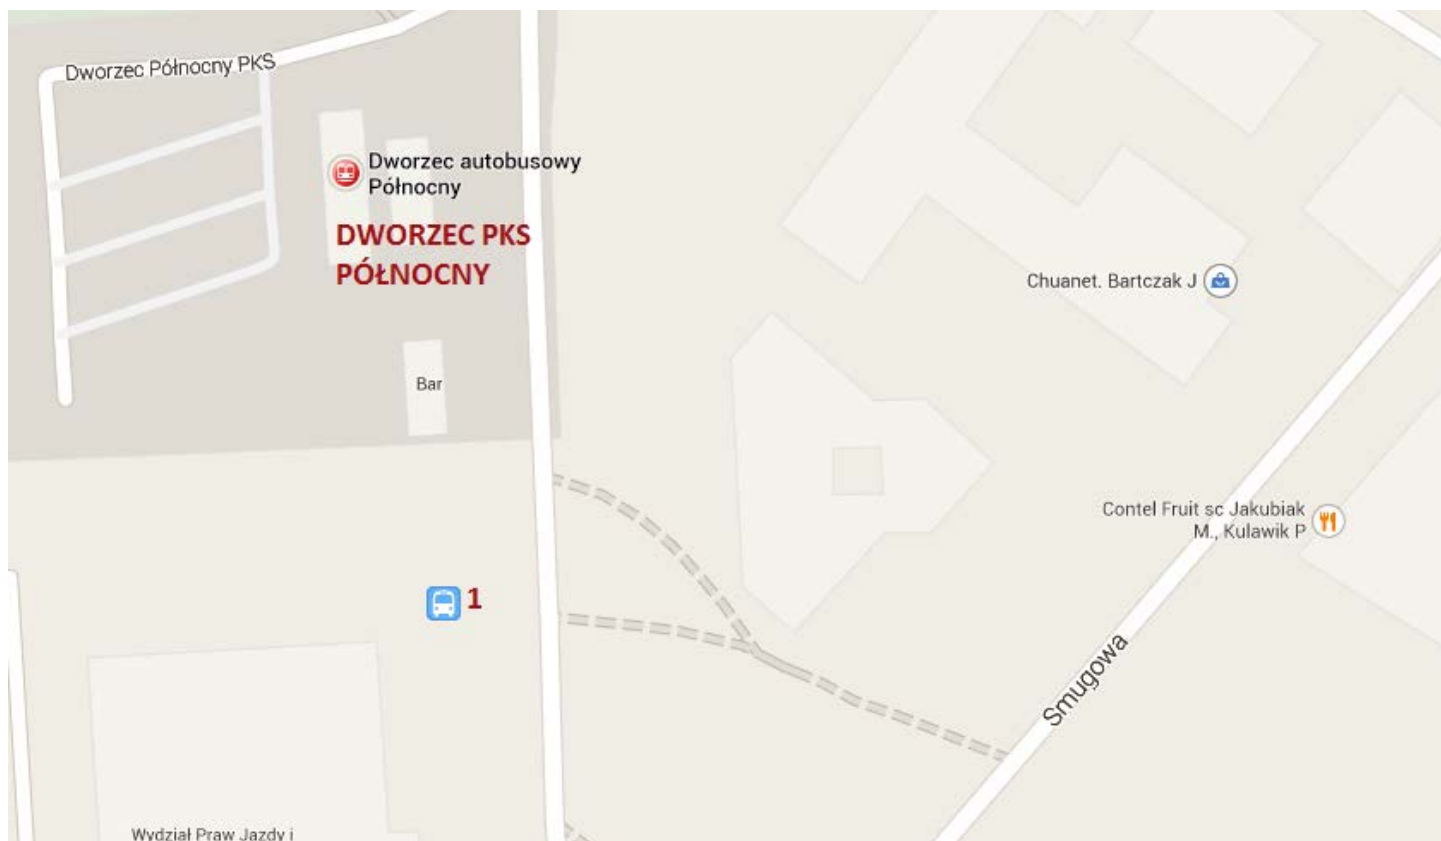 Dworzec Północny PKS
Dworzec autobusowy
Północny
DWORZEC PKS
PÓŁNOCNY
Chuanet. Bartczak J
Bar
Contel Fruit sc Jakubiak
M., Kulawik P
1
Smugowa
Wydział Praw Jazdy i